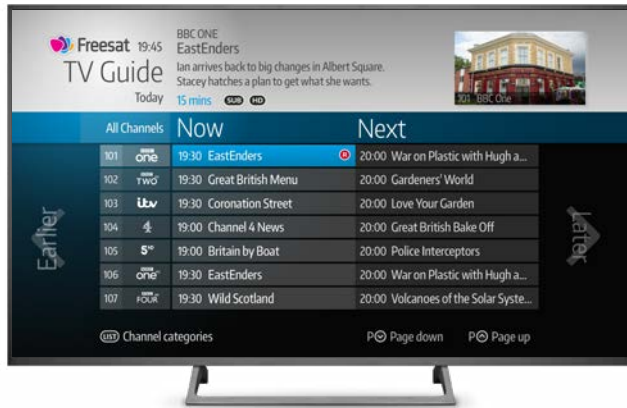 BBC ONE
Freesat 19:45 EastEnders
TV Guide Ian arrives back to big changes in Albert Square.
Stacey hatches a plan to get what she wants.
Today 15 mins SUB HD
101 BBC One
All Channels Now Next
101 BBC one 19:30 EastEnders R 20:00 War on Plastic with Hugh a...
102 BBC TWO 19:30 Great British Menu 20:00 Gardeners' World
103 itv 19:30 Coronation Street 20:00 Love Your Garden
104 4 19:00 Channel 4 News 20:00 Great British Bake Off
105 5 19:00 Britain by Boat 20:00 Police Interceptors
106 BBC one 19:30 EastEnders 20:00 War on Plastic with Hugh a...
107 BBC FOUR 19:30 Wild Scotland 20:00 Volcanoes of the Solar Syste...
Earlier
Later
LIST Channel categories P Page down P Page up